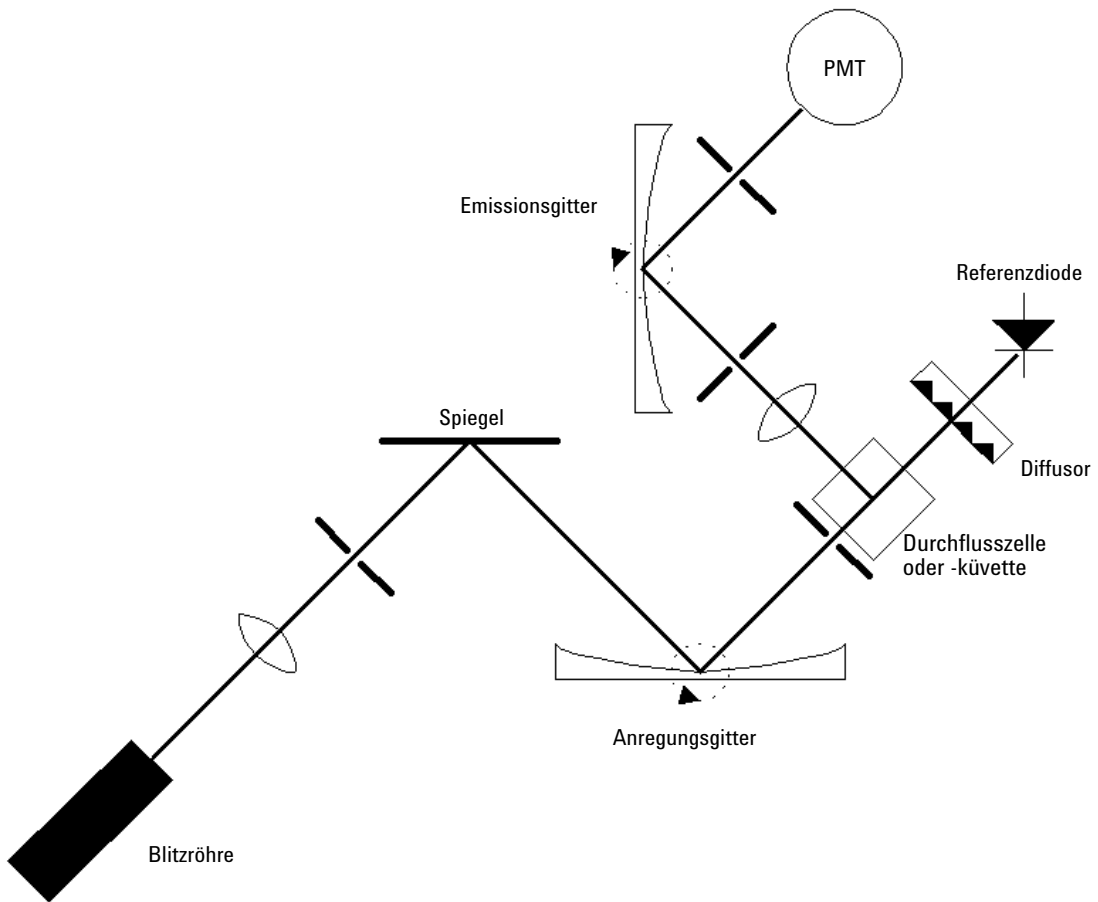 PMT
Emissionsgitter
Referenzdiode
Spiegel
Diffusor
Durchflusszelle
oder -küvette
Anregungsgitter
Blitzröhre